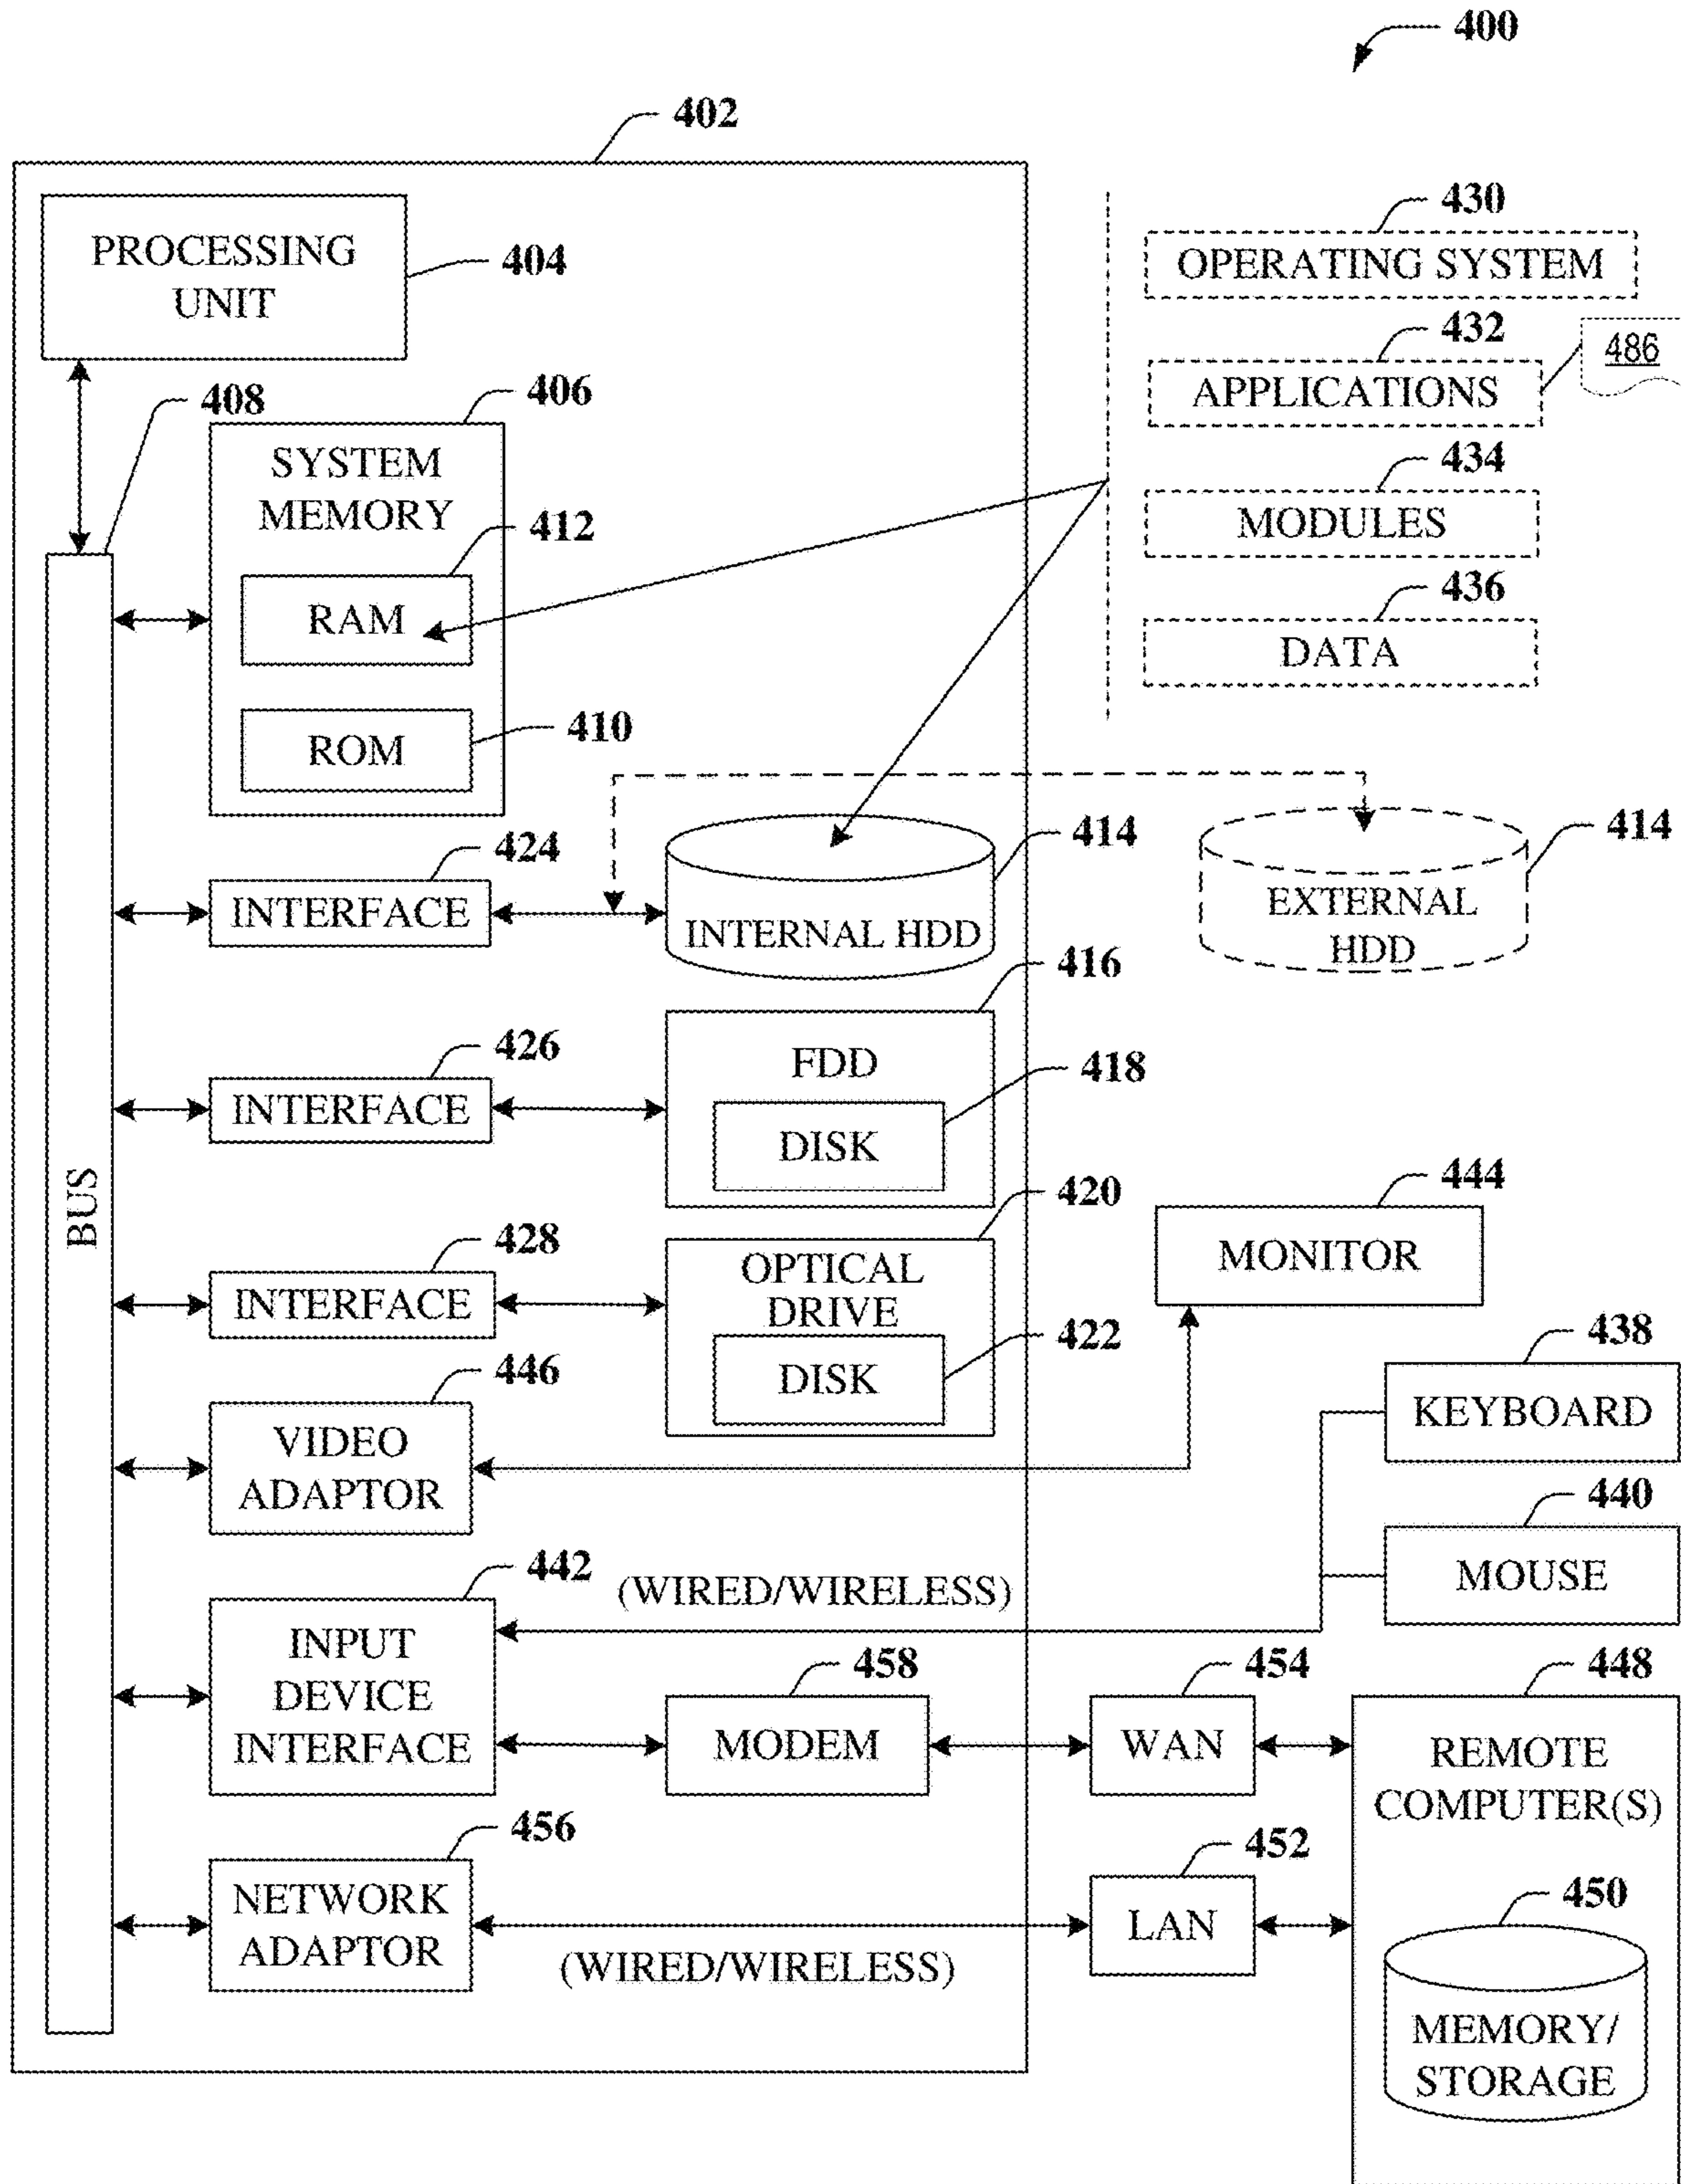 400
402
PROCESSING
UNIT
404
430
OPERATING SYSTEM
432
486
APPLICATIONS
434
MODULES
436
DATA
408
406
SYSTEM
MEMORY
412
RAM
410
ROM
424
INTERFACE
414
INTERNAL HDD
414
EXTERNAL
HDD
416
426
INTERFACE
FDD
418
DISK
BUS
420
428
INTERFACE
OPTICAL
DRIVE
422
DISK
444
MONITOR
438
KEYBOARD
446
VIDEO
ADAPTOR
440
MOUSE
442
(WIRED/WIRELESS)
INPUT
DEVICE
INTERFACE
458
MODEM
454
WAN
448
REMOTE
COMPUTER(S)
456
NETWORK
ADAPTOR
(WIRED/WIRELESS)
452
LAN
450
MEMORY/
STORAGE